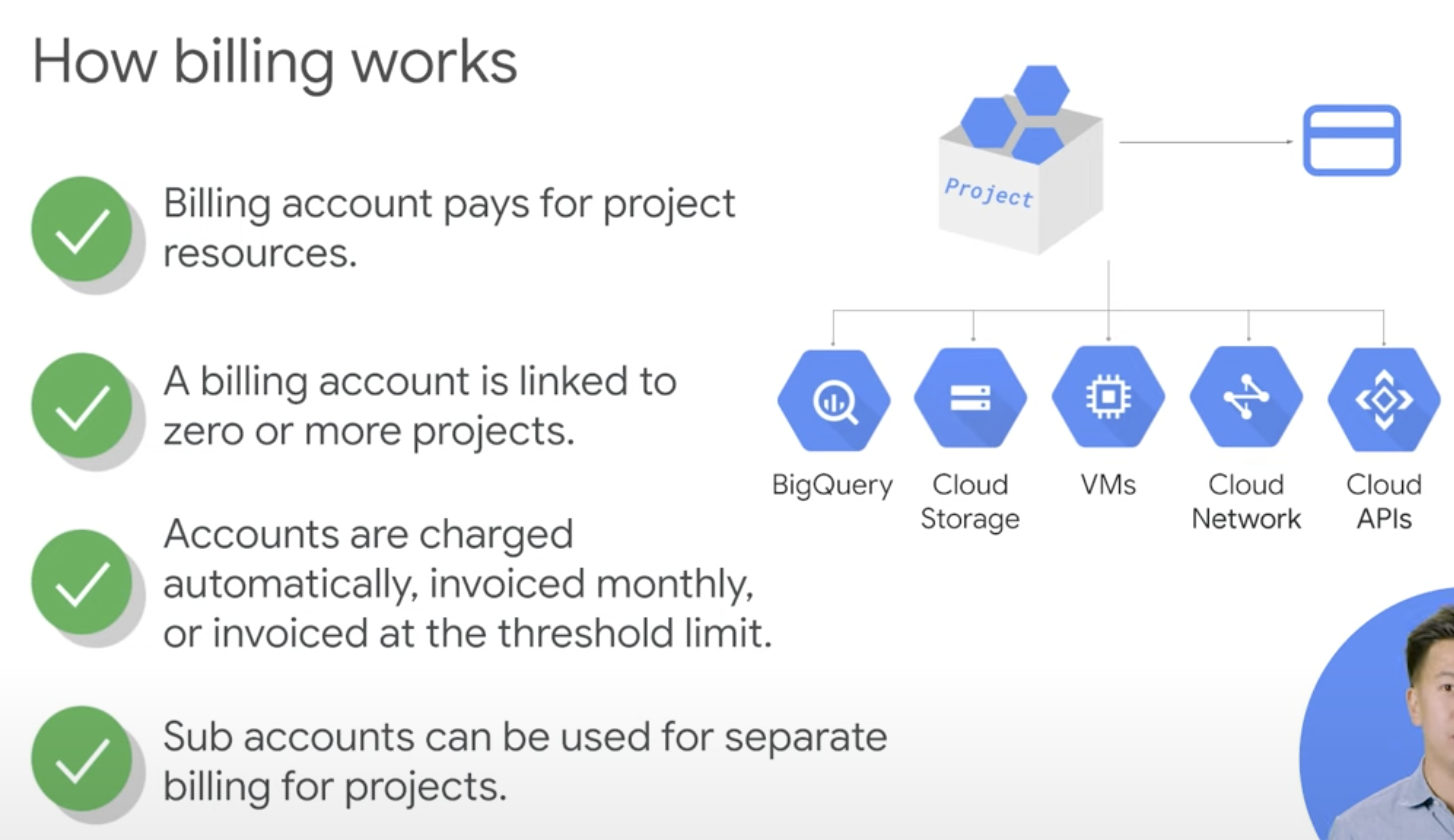 How billing works
Project
Billing account pays for project
resources.
A billing account is linked to
zero or more projects.
Accounts are charged
automatically, invoiced monthly,
or invoiced at the threshold limit.
Sub accounts can be used for separate
billing for projects.
BigQuery
Cloud
Storage
VMs
Cloud
Network
Cloud
APIs